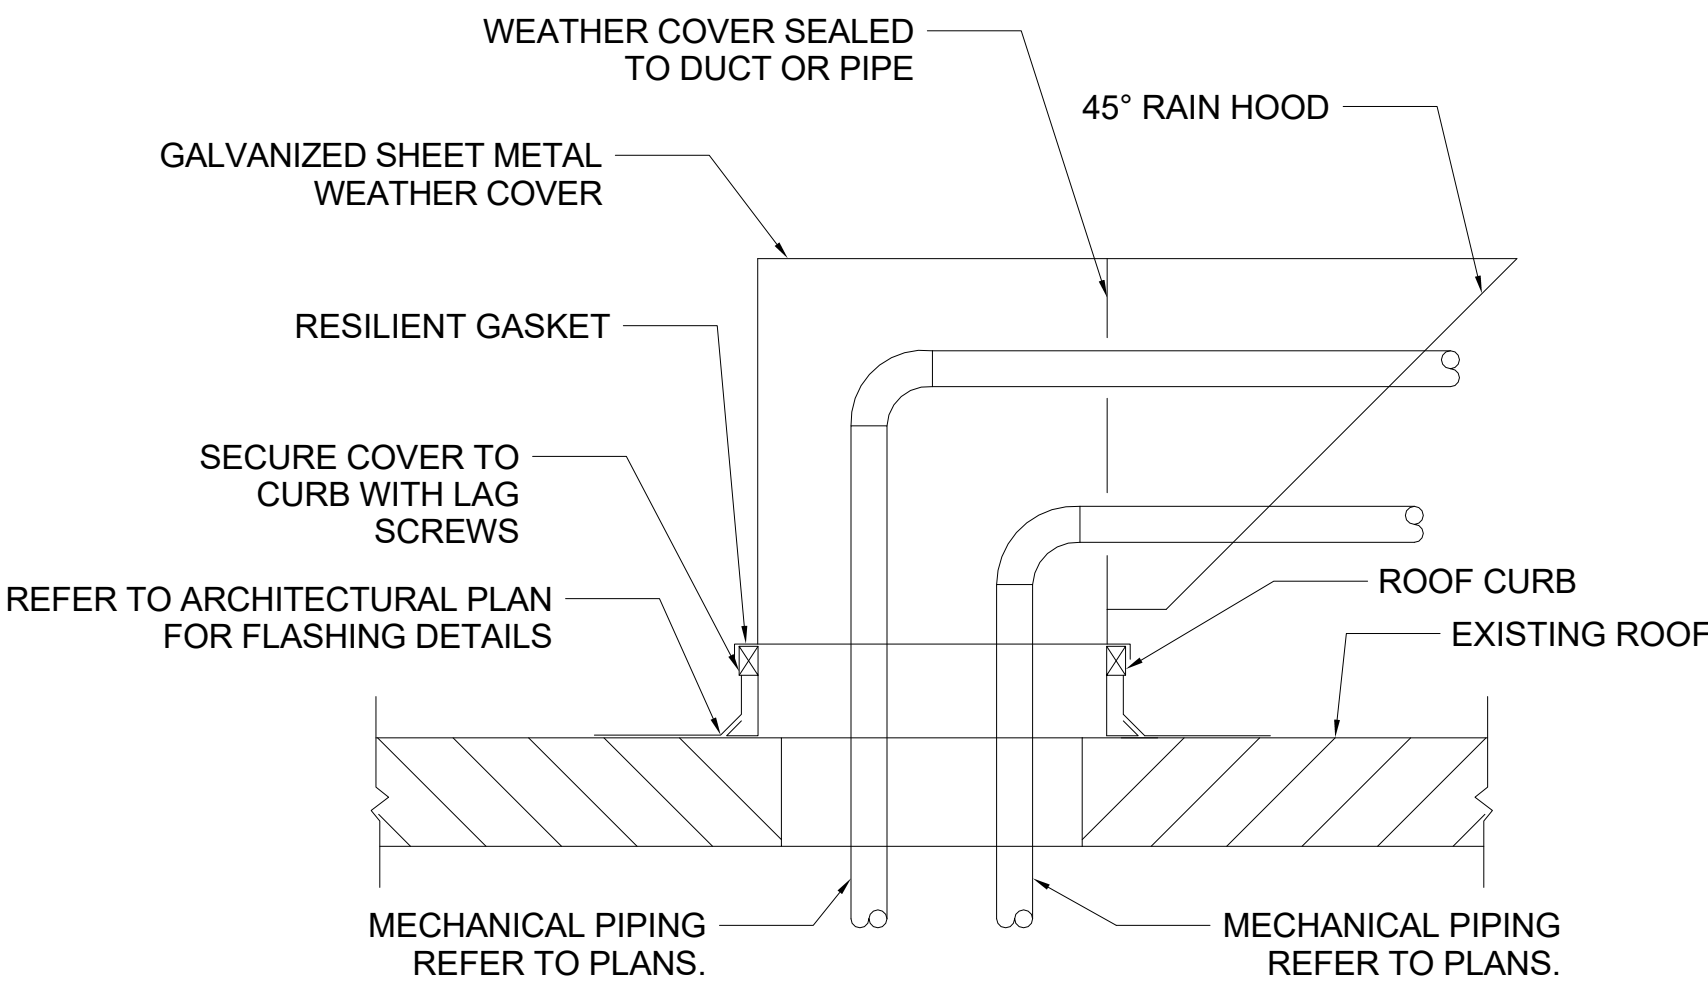 WEATHER COVER SEALED
TO DUCT OR PIPE
45° RAIN HOOD
GALVANIZED SHEET METAL
WEATHER COVER
RESILIENT GASKET
SECURE COVER TO
CURB WITH LAG
SCREWS
REFER TO ARCHITECTURAL PLAN
FOR FLASHING DETAILS
ROOF CURB
EXISTING ROOF
MECHANICAL PIPING
REFER TO PLANS.
MECHANICAL PIPING
REFER TO PLANS.